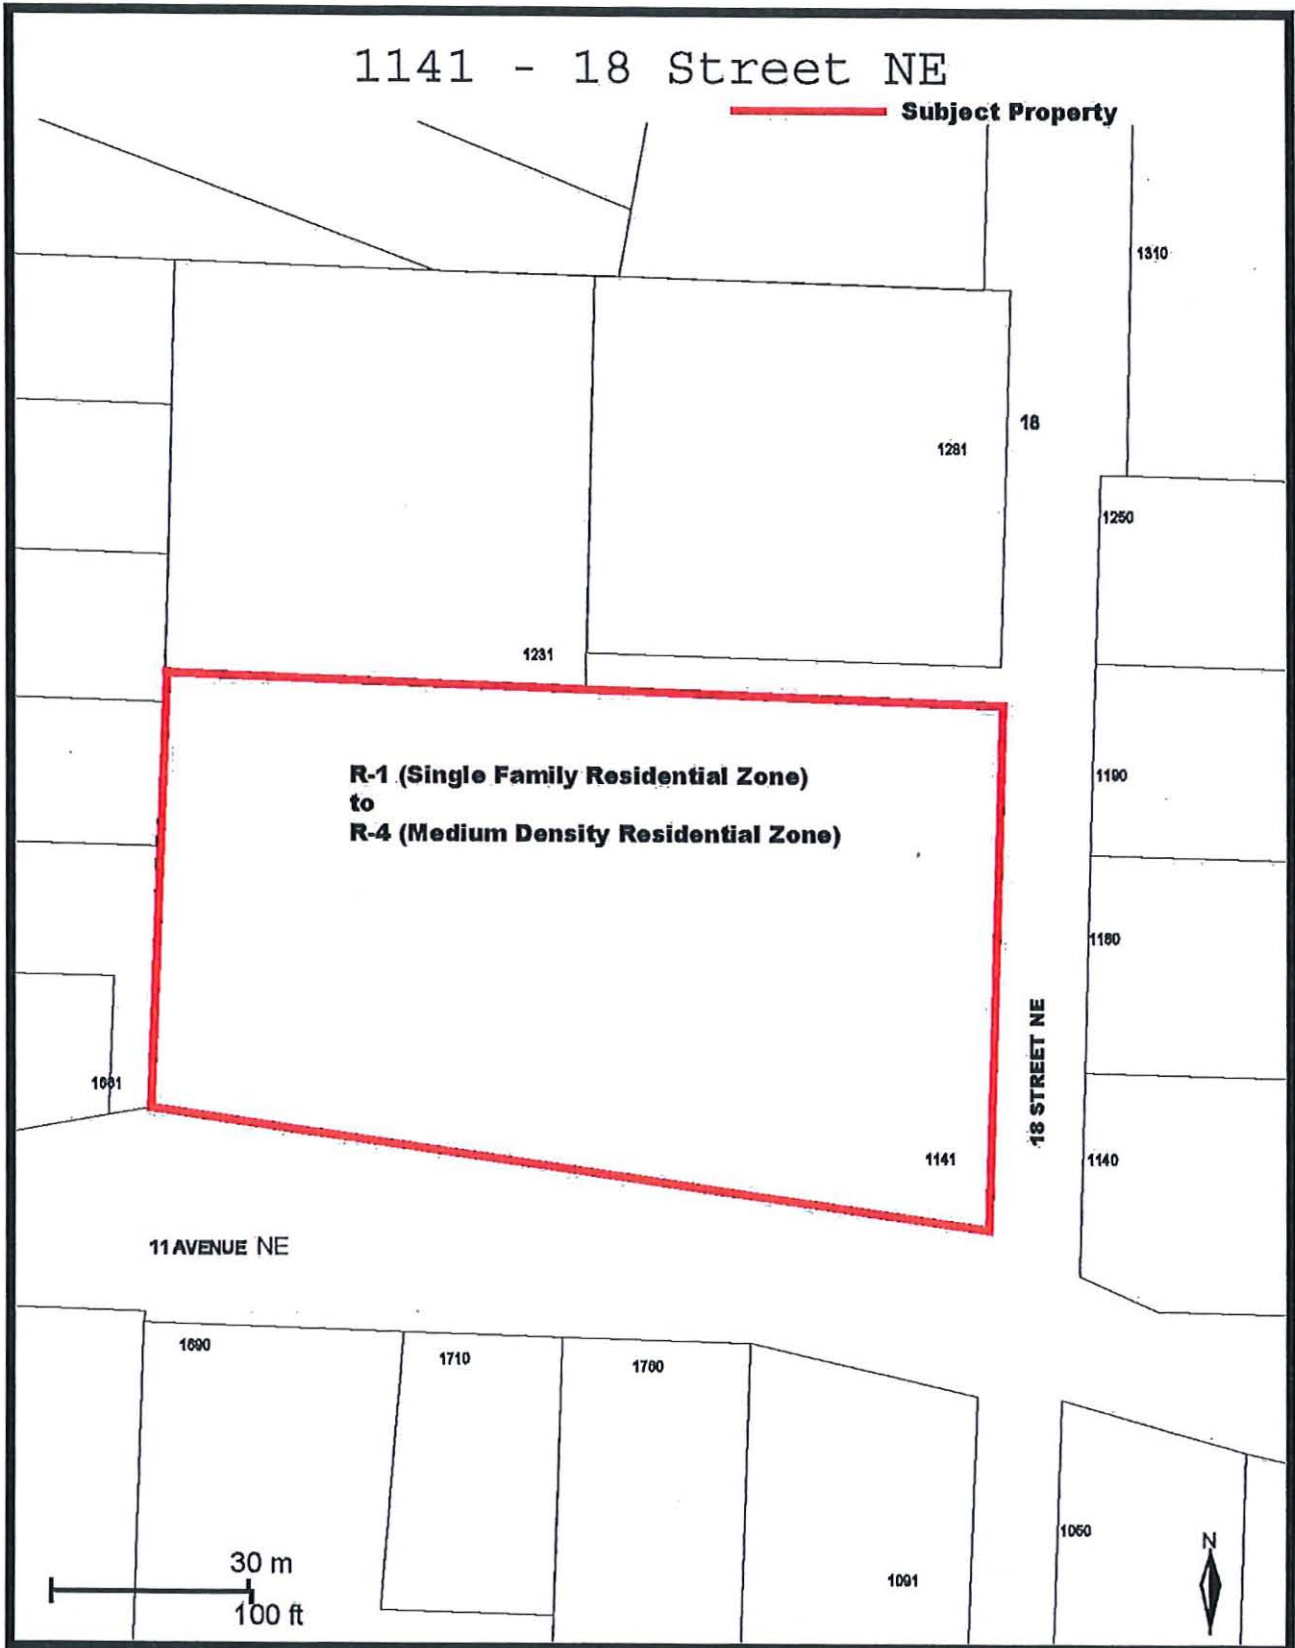 1141 - 18 Street NE
Subject Property
1310
18
1281
1250
1231
R-1 (Single Family Residential Zone)
to
R-4 (Medium Density Residential Zone)
1190
1180
18 STREET NE
1141
1140
11 AVENUE NE
1690
1710
1760
1060
1091
30 m
100 ft
N